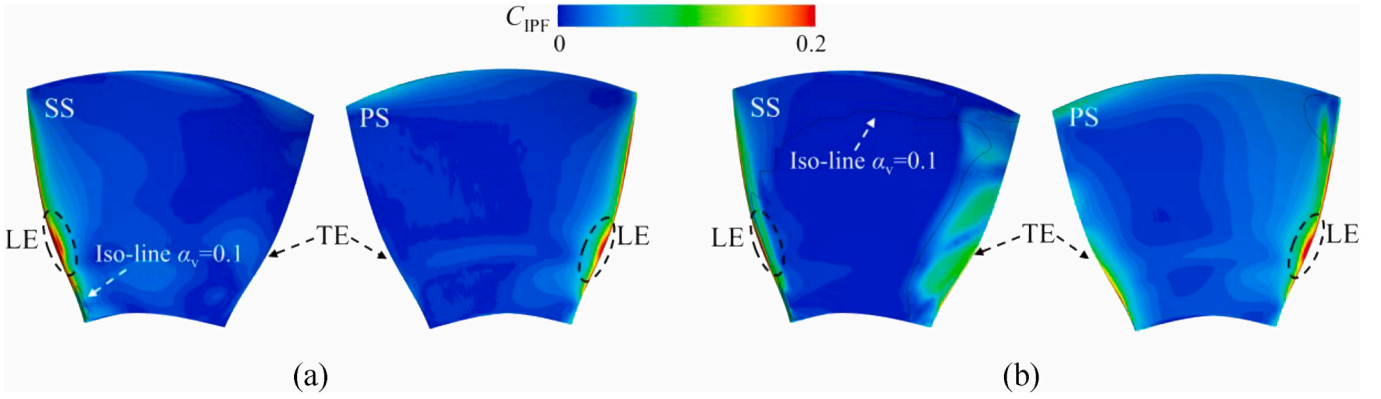 C_IPF
0 0.2
SS
PS
SS
PS
Iso-line α_v=0.1
LE
TE
LE
LE
TE
LE
Iso-line α_v=0.1
(a)
(b)